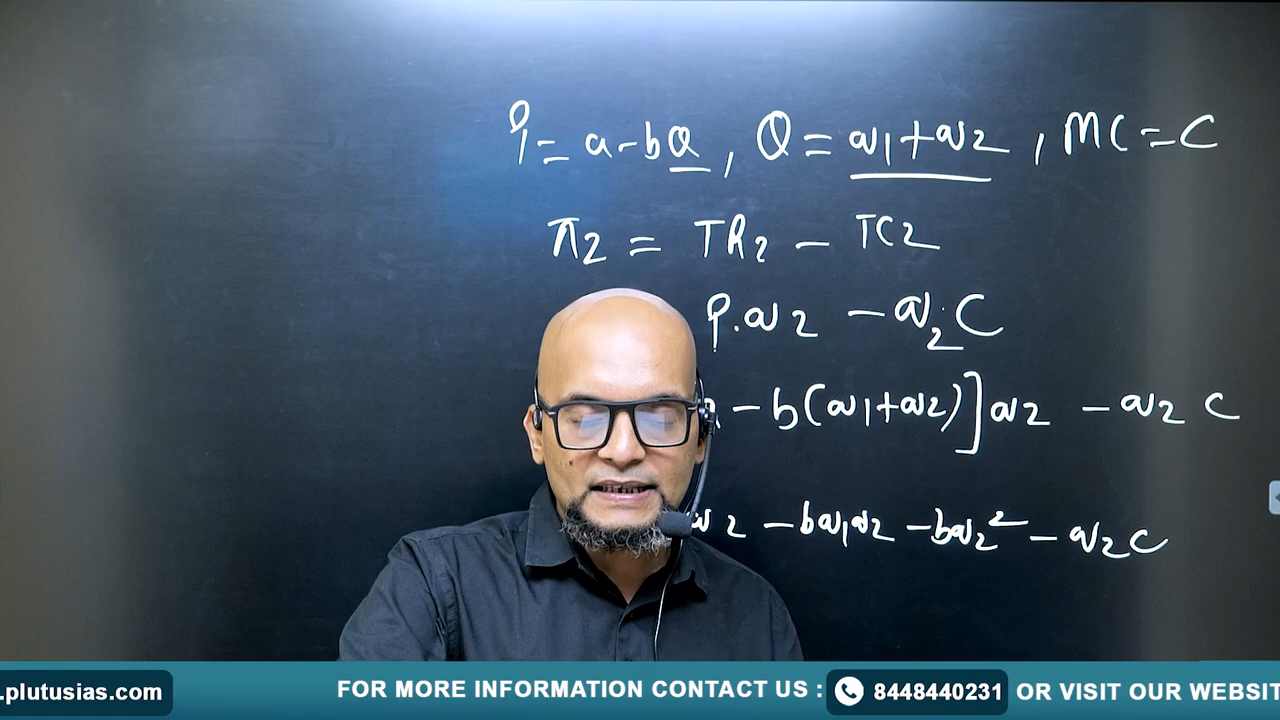 P = a - bQ, Q = q1 + q2, MC = C
π2 = TR2 - TC2
P.q2 - q2C
- b(q1+q2)]q2 - q2 C
q2 - bq1q2 - bq2² - q2C
.plutusias.com FOR MORE INFORMATION CONTACT US : 8448440231 OR VISIT OUR WEBSIT